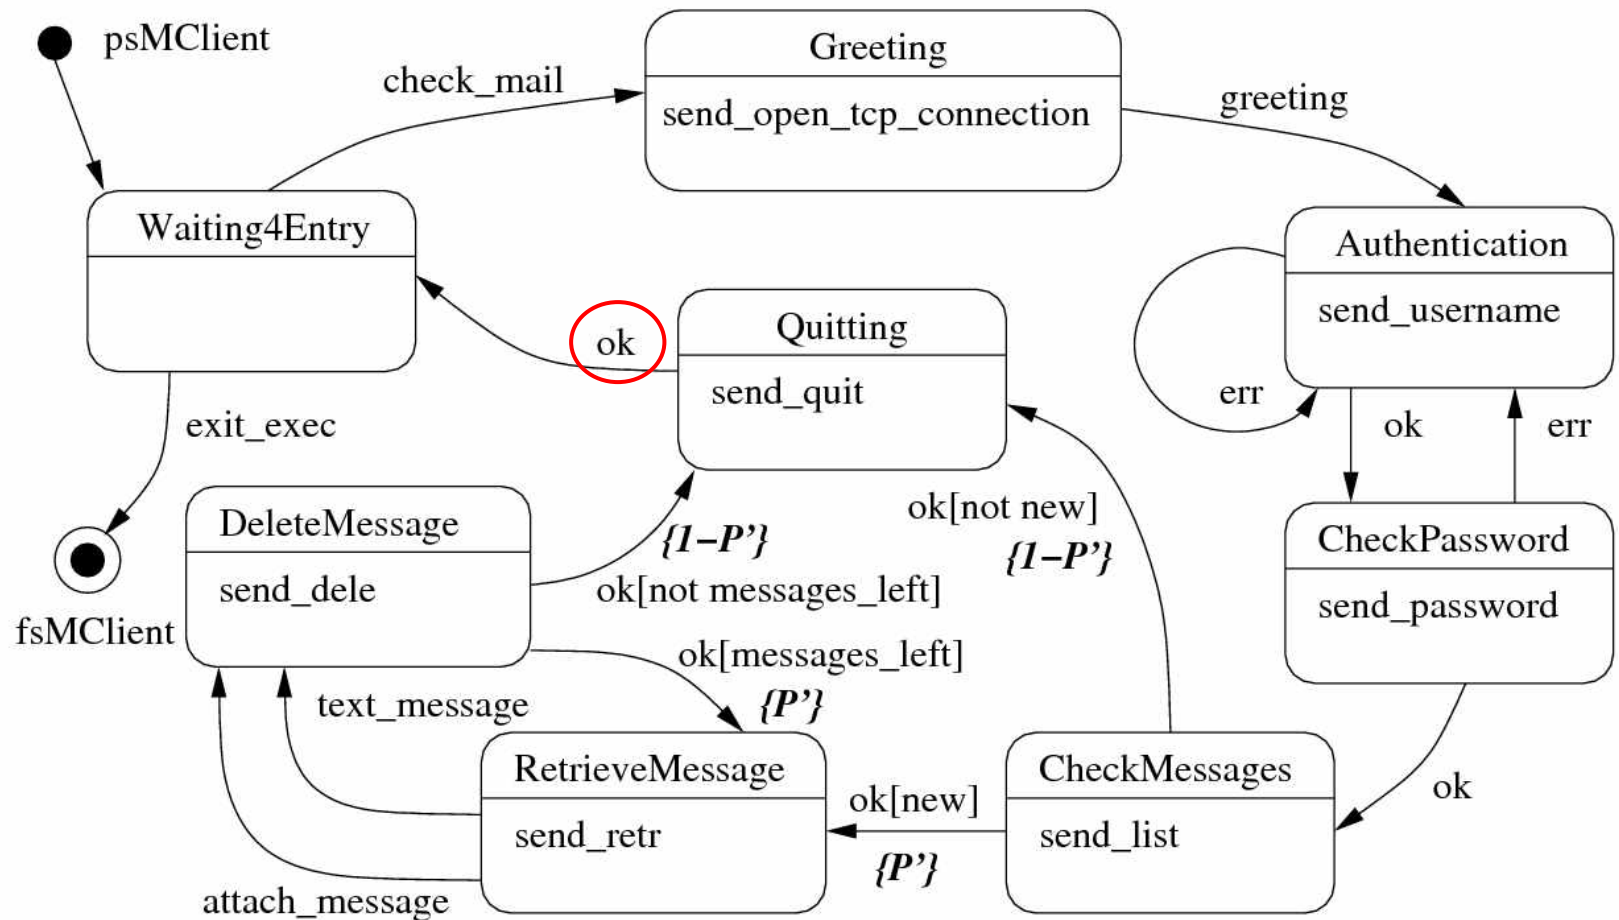 psMClient
Greeting
check_mail
send_open_tcp_connection
greeting
Waiting4Entry
Authentication
send_username
ok
Quitting
send_quit
err
ok
err
exit_exec
DeleteMessage
send_dele
{1–P’}
ok[not messages_left]
ok[not new]
{1–P’}
CheckPassword
send_password
fsMClient
ok[messages_left]
{P’}
text_message
RetrieveMessage
send_retr
ok[new]
{P’}
CheckMessages
send_list
ok
attach_message